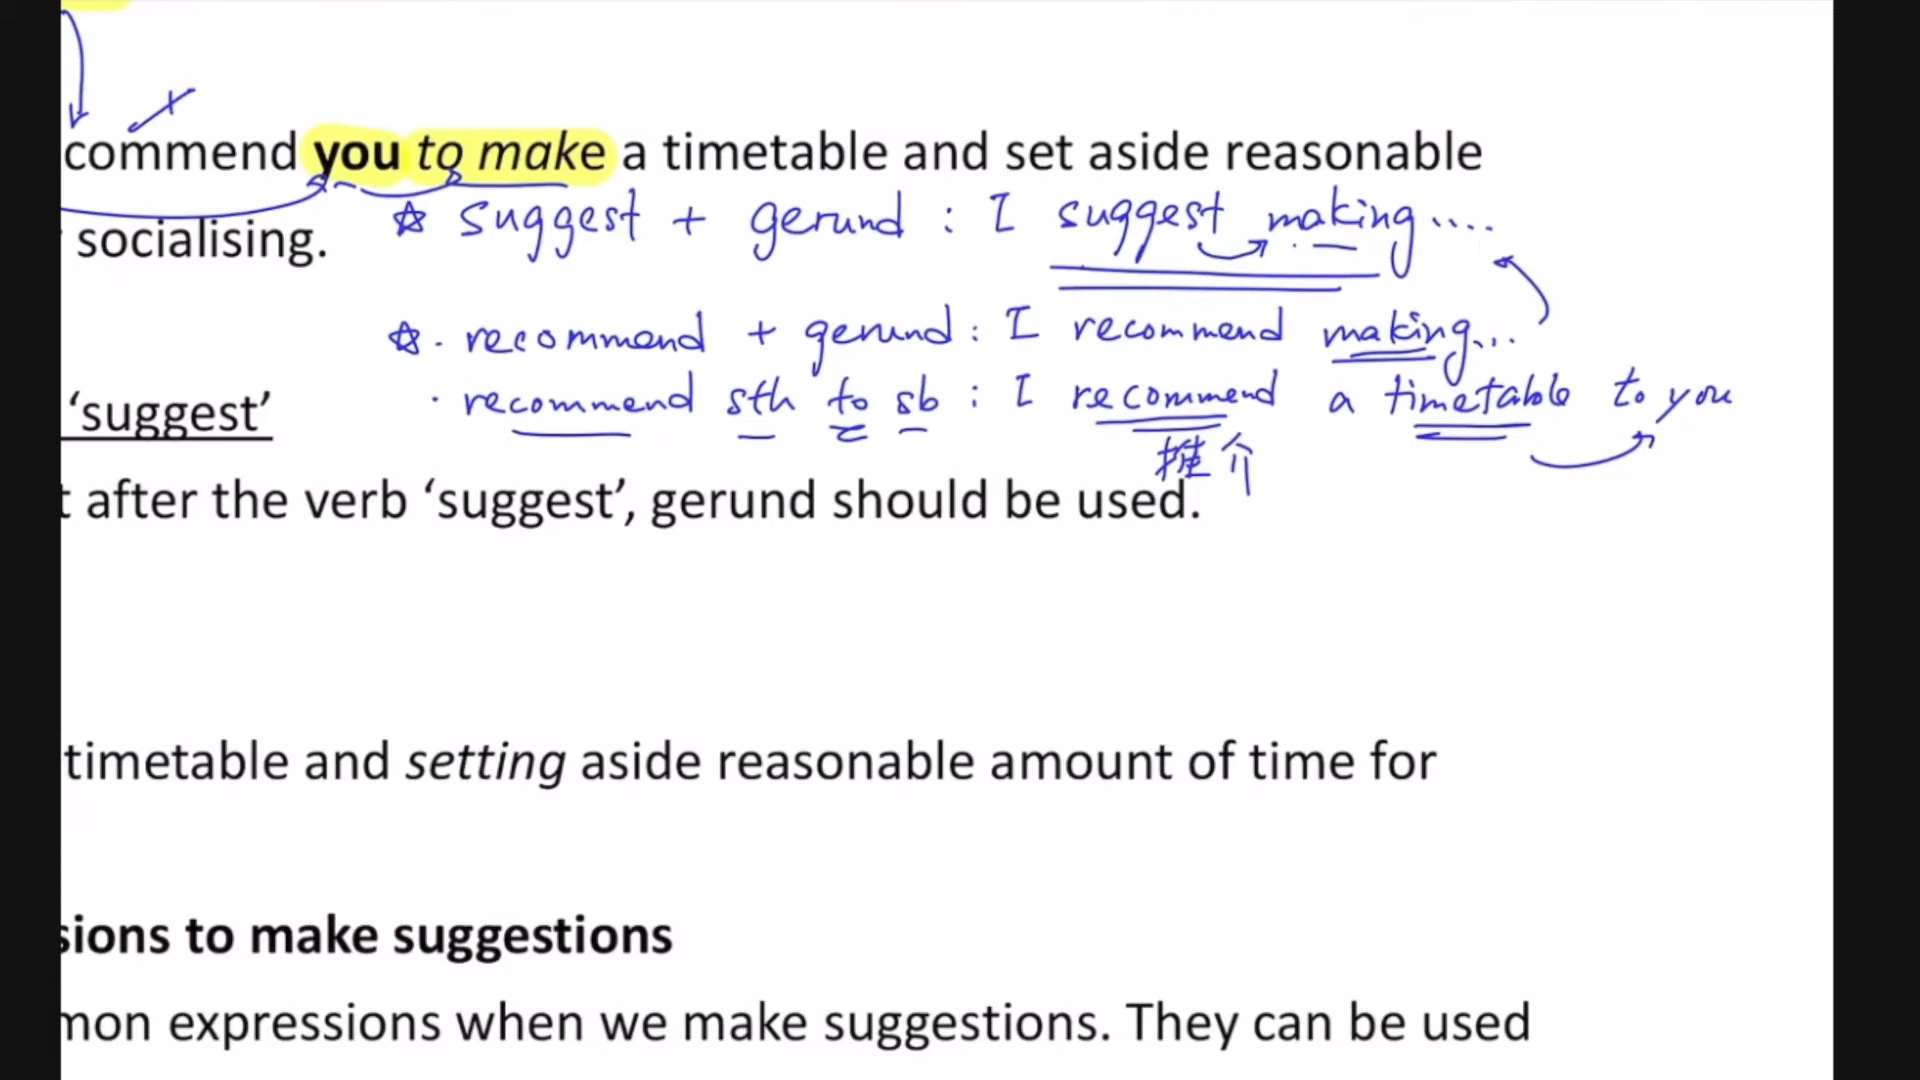 commend you to make a timetable and set aside reasonable
☆ suggest + gerund : I suggest making....
socialising.
☆ · recommend + gerund : I recommend making...
· recommend sth to sb : I recommend a timetable to you
‘suggest’
推介
t after the verb ‘suggest’, gerund should be used.
timetable and setting aside reasonable amount of time for
sions to make suggestions
mon expressions when we make suggestions. They can be used